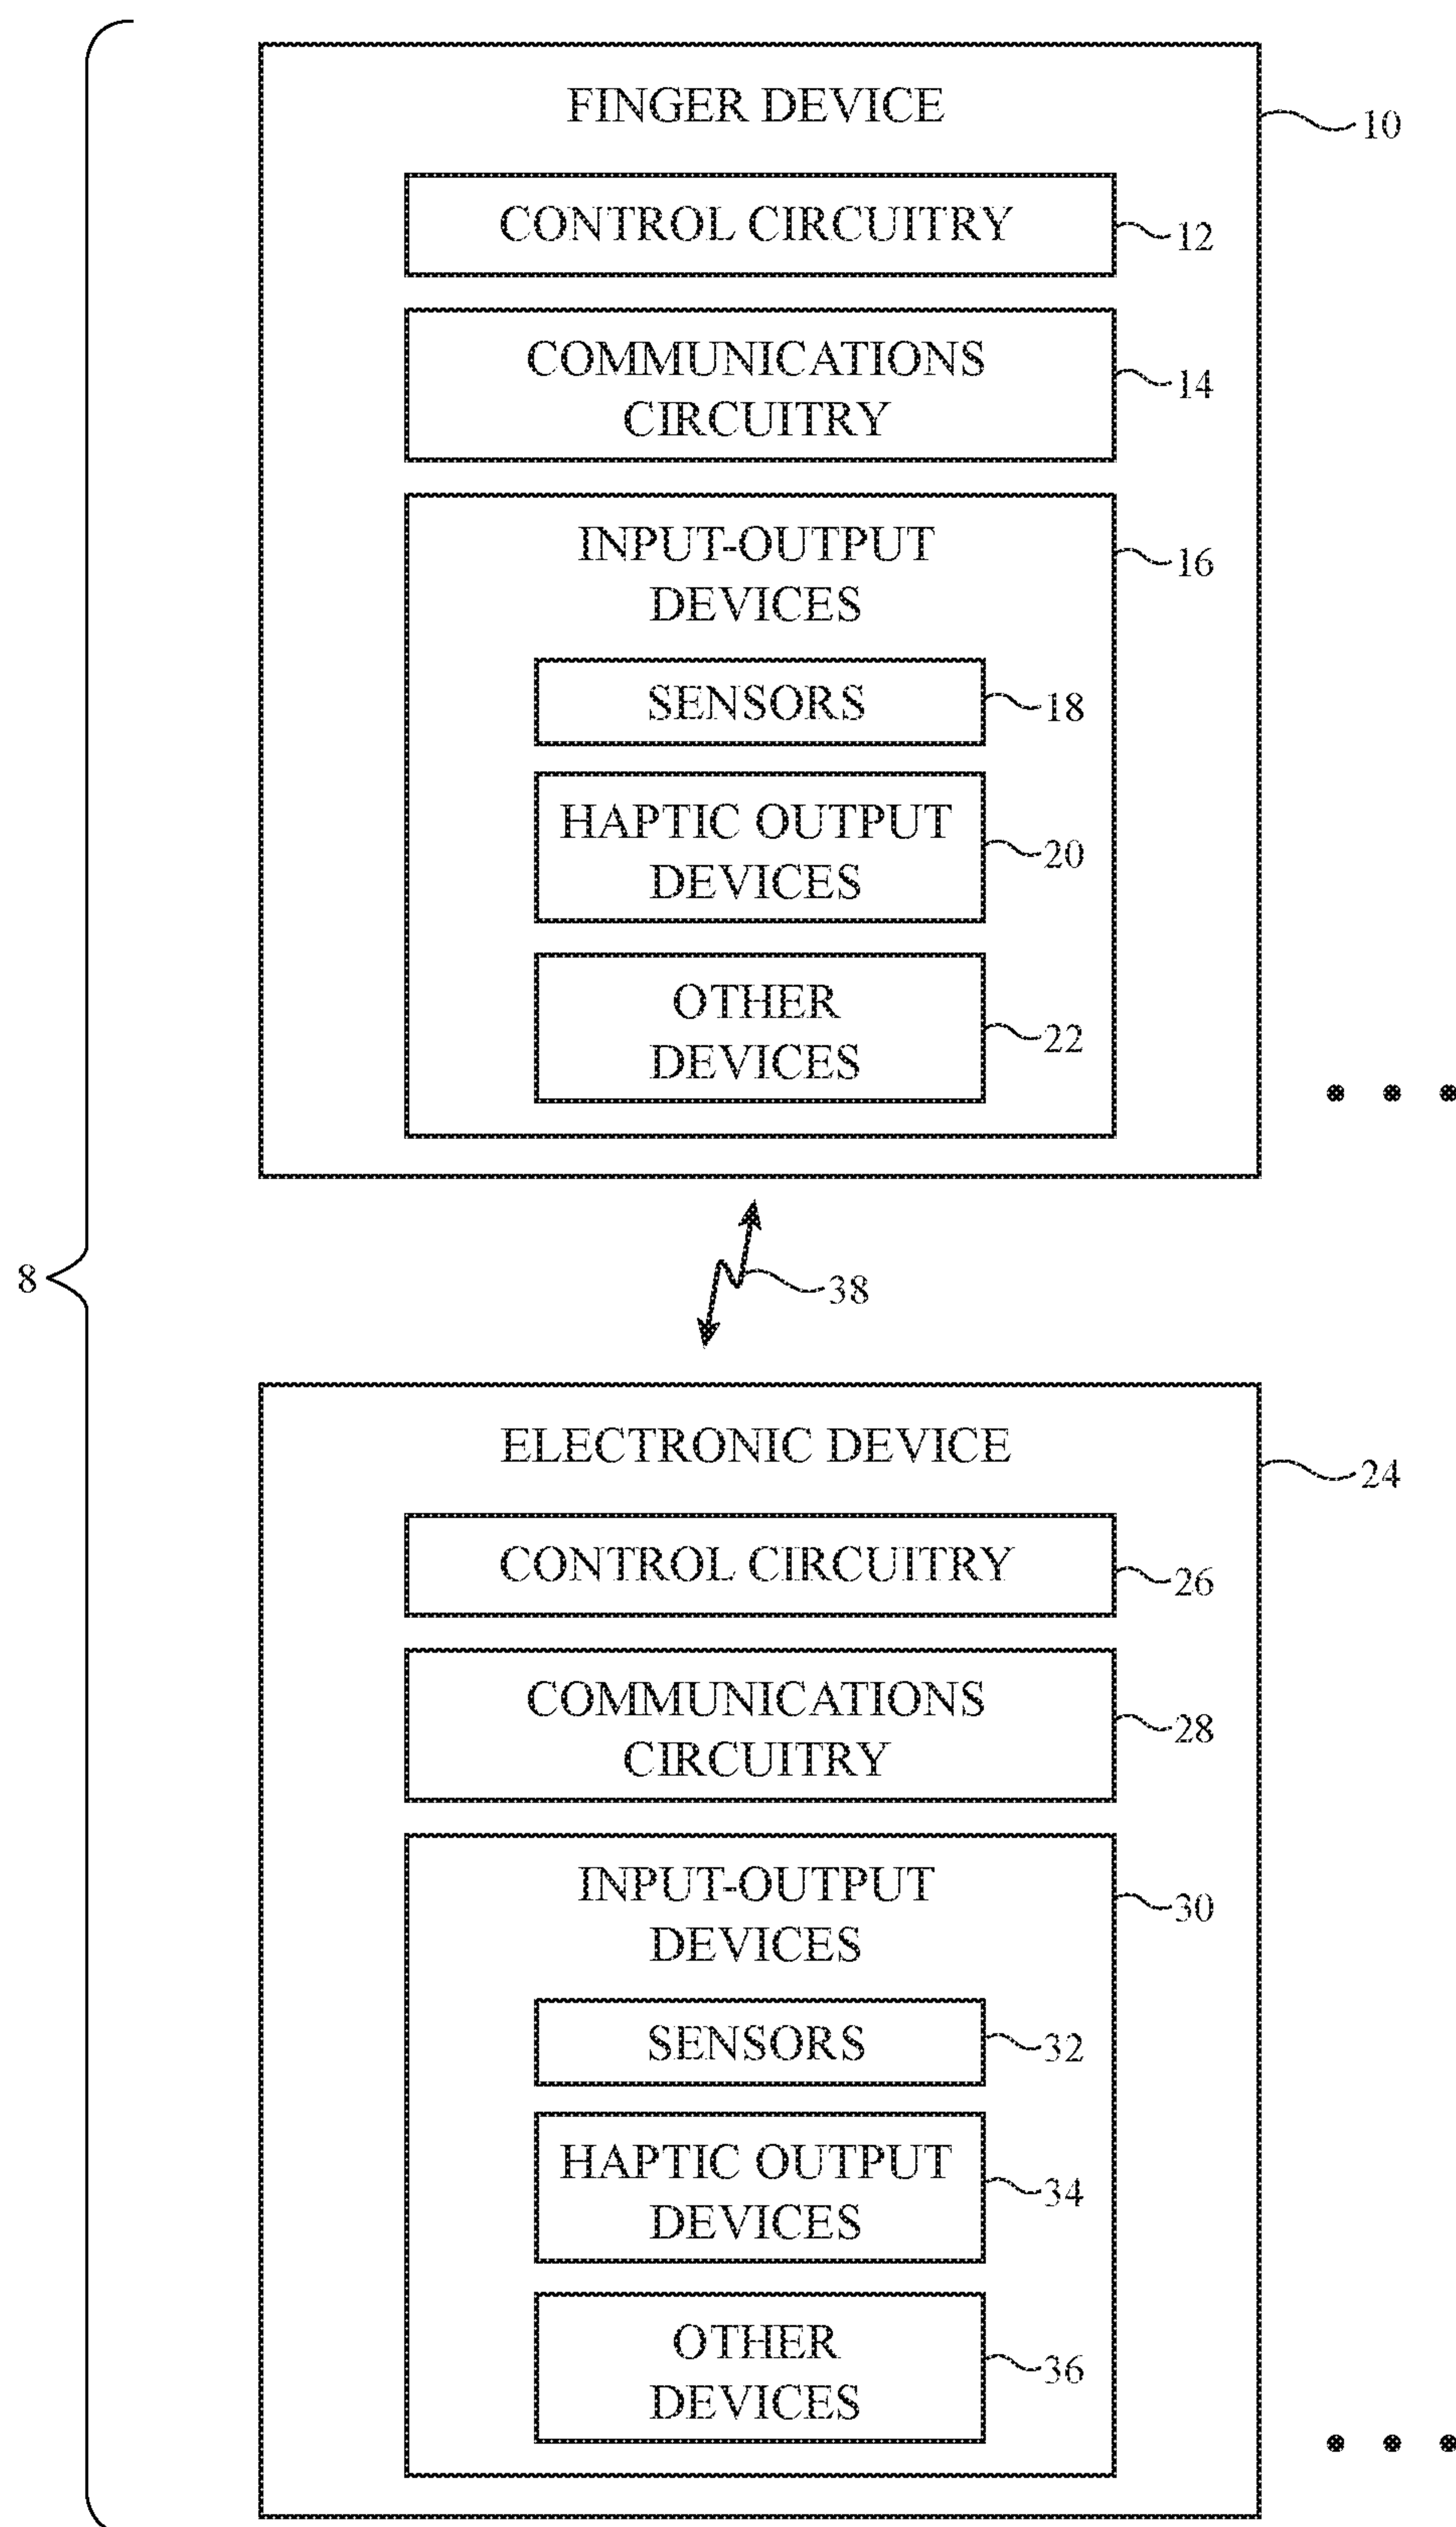 FINGER DEVICE
10
CONTROL CIRCUITRY
12
COMMUNICATIONS
CIRCUITRY
14
INPUT-OUTPUT
DEVICES
16
SENSORS
18
HAPTIC OUTPUT
DEVICES
20
OTHER
DEVICES
22
8
38
ELECTRONIC DEVICE
24
CONTROL CIRCUITRY
26
COMMUNICATIONS
CIRCUITRY
28
INPUT-OUTPUT
DEVICES
30
SENSORS
32
HAPTIC OUTPUT
DEVICES
34
OTHER
DEVICES
36